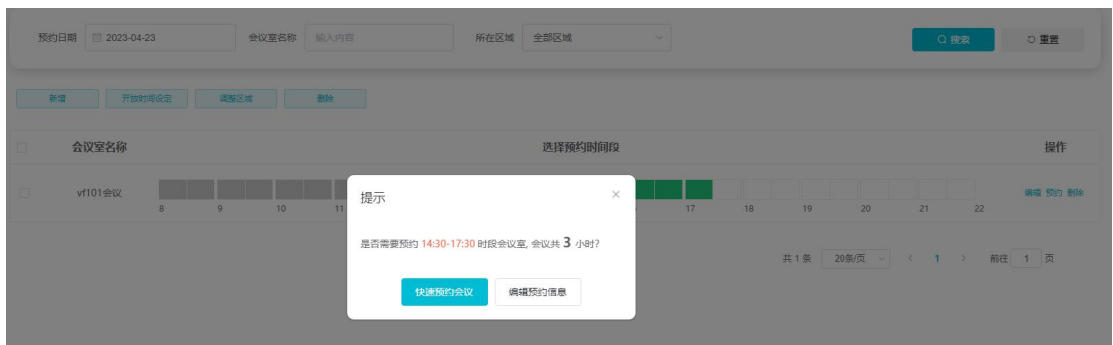 预约日期 2023-04-23 会议室名称 输入内容 所在区域 全部区域 搜索 重置
新增 开放时间设定 调整区域 删除
会议室名称 选择预约时间段 操作
vf101会议 编辑 预约 删除
8 9 10 11 17 18 19 20 21 22
提示
是否需要预约 14:30-17:30 时段会议室, 会议共 3 小时?
快速预约会议 编辑预约信息
共 1 条 20条/页 1 前往 1 页